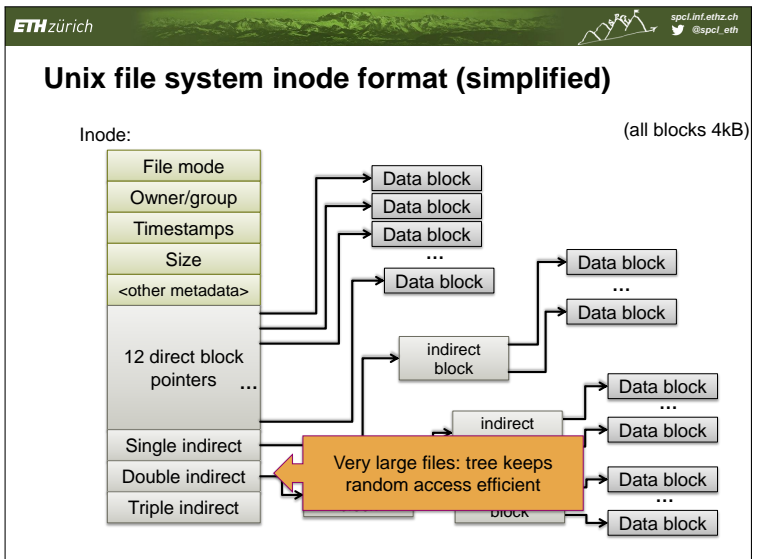 ETH zürich
spcl.inf.ethz.ch
@spcl_eth
Unix file system inode format (simplified)
Inode:
(all blocks 4kB)
File mode
Owner/group
Timestamps
Size
<other metadata>
12 direct block
pointers ...
Single indirect
Double indirect
Triple indirect
Data block
Data block
Data block
...
Data block
indirect
block
Data block
...
Data block
indirect
Data block
...
Data block
Very large files: tree keeps
random access efficient
block
Data block
...
Data block